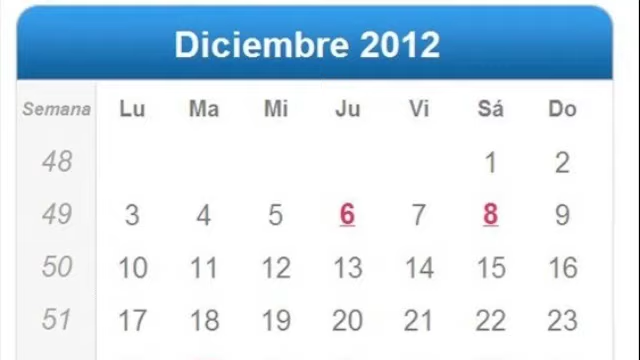 Diciembre 2012
Semana Lu Ma Mi Ju Vi Sá Do
48 1 2
49 3 4 5 6 7 8 9
50 10 11 12 13 14 15 16
51 17 18 19 20 21 22 23